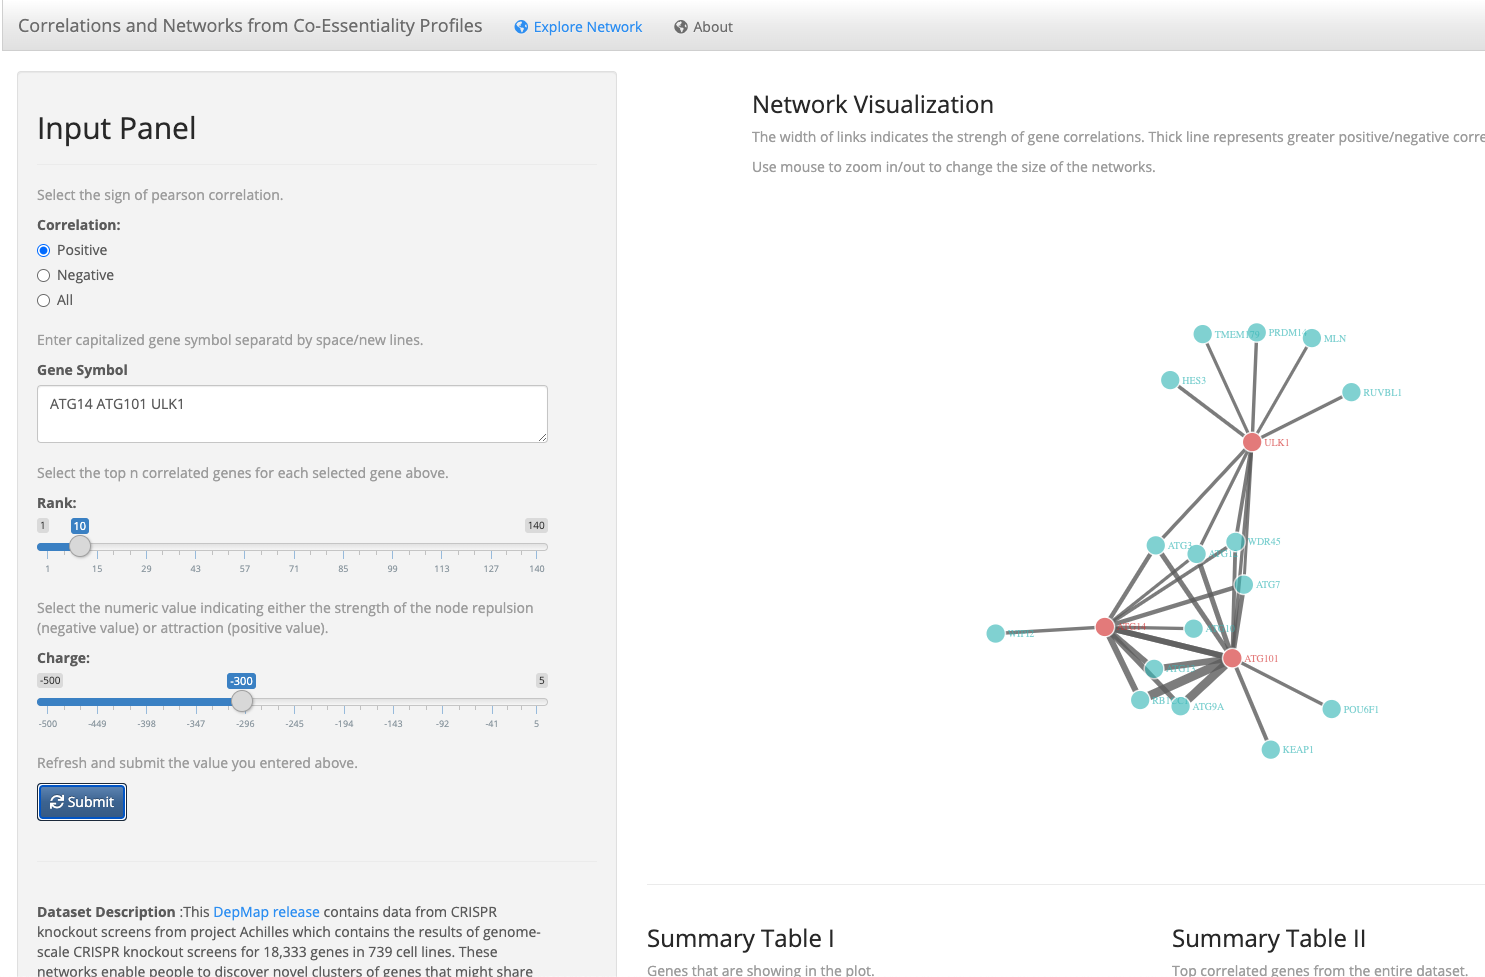 Correlations and Networks from Co-Essentiality Profiles
Explore Network
About
Input Panel
Select the sign of pearson correlation.
Correlation:
Positive
Negative
All
Enter capitalized gene symbol separatd by space/new lines.
Gene Symbol
ATG14 ATG101 ULK1
Select the top n correlated genes for each selected gene above.
Rank:
1 10 140
1 15 29 43 57 71 85 99 113 127 140
Select the numeric value indicating either the strength of the node repulsion
(negative value) or attraction (positive value).
Charge:
-500 -300 5
-500 -449 -398 -347 -296 -245 -194 -143 -92 -41 5
Refresh and submit the value you entered above.
Submit
Dataset Description :This DepMap release contains data from CRISPR
knockout screens from project Achilles which contains the results of genome-
scale CRISPR knockout screens for 18,333 genes in 739 cell lines. These
networks enable people to discover novel clusters of genes that might share
Network Visualization
The width of links indicates the strengh of gene correlations. Thick line represents greater positive/negative corre
Use mouse to zoom in/out to change the size of the networks.
PRDM14
MLN
HES3
RUVBL1
ULK1
ATG3
WDR45
ATG7
ATG14
WIPI2
ATG101
ATG9A
POU6F1
KEAP1
Summary Table I
Genes that are showing in the plot.
Summary Table II
Top correlated genes from the entire dataset.